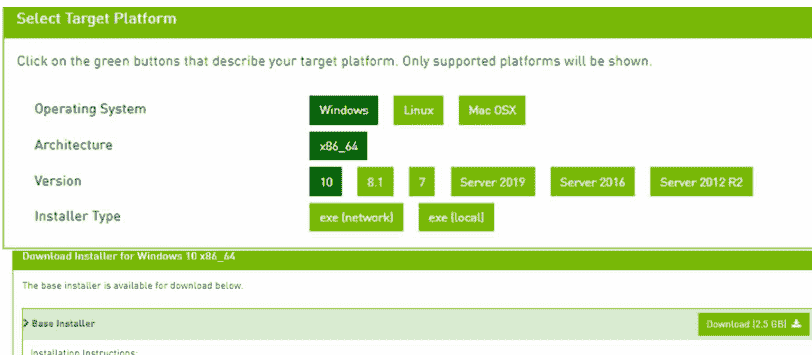 Select Target Platform
Click on the green buttons that describe your target platform. Only supported platforms will be shown.
Operating System Windows Linux Mac OSX
Architecture x86_64
Version 10 8.1 7 Server 2019 Server 2016 Server 2012 R2
Installer Type exe (network) exe (local)
Download Installer for Windows 10 x86_64
The base installer is available for download below.
> Base Installer Download (2.5 GB)
Installation Instructions: